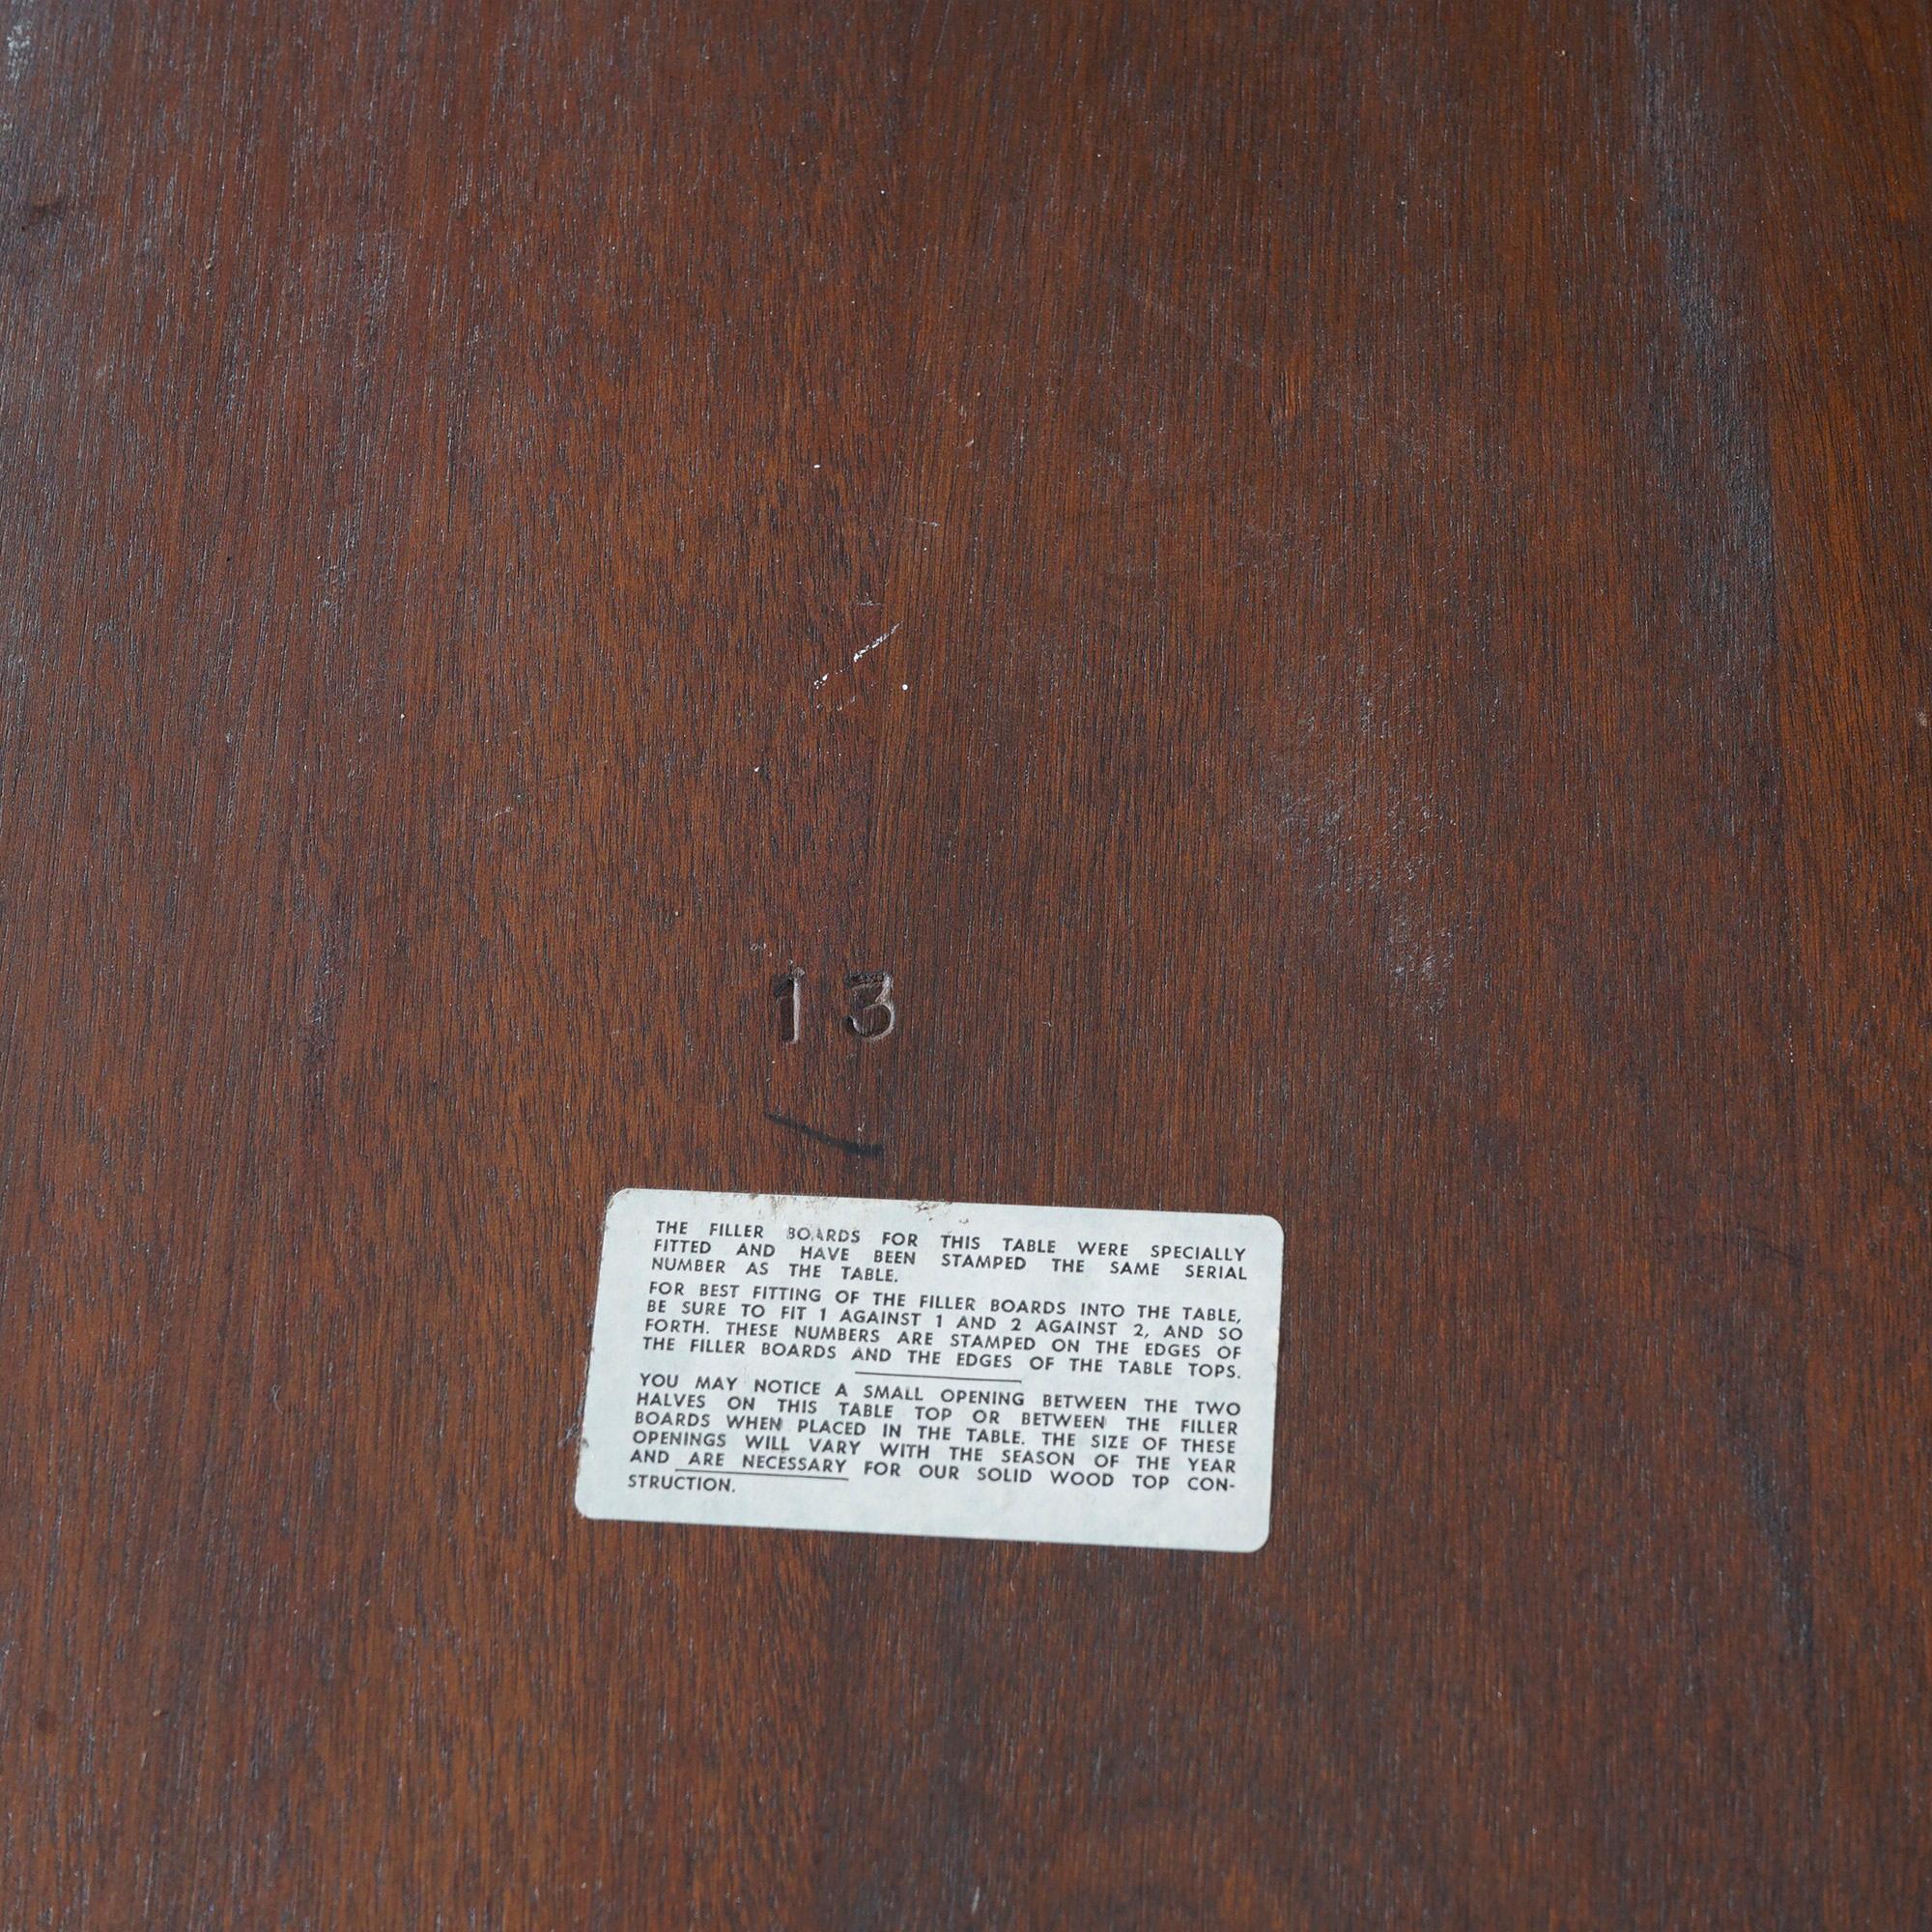 13
THE FILLER BOARDS FOR THIS TABLE WERE SPECIALLY
FITTED AND HAVE BEEN STAMPED THE SAME SERIAL
NUMBER AS THE TABLE.
FOR BEST FITTING OF THE FILLER BOARDS INTO THE TABLE,
BE SURE TO FIT 1 AGAINST 1 AND 2 AGAINST 2, AND SO
FORTH. THESE NUMBERS ARE STAMPED ON THE EDGES OF
THE FILLER BOARDS AND THE EDGES OF THE TABLE TOPS.
YOU MAY NOTICE A SMALL OPENING BETWEEN THE TWO
HALVES ON THIS TABLE TOP OR BETWEEN THE FILLER
BOARDS WHEN PLACED IN THE TABLE. THE SIZE OF THESE
OPENINGS WILL VARY WITH THE SEASON OF THE YEAR
AND ARE NECESSARY FOR OUR SOLID WOOD TOP CON-
STRUCTION.